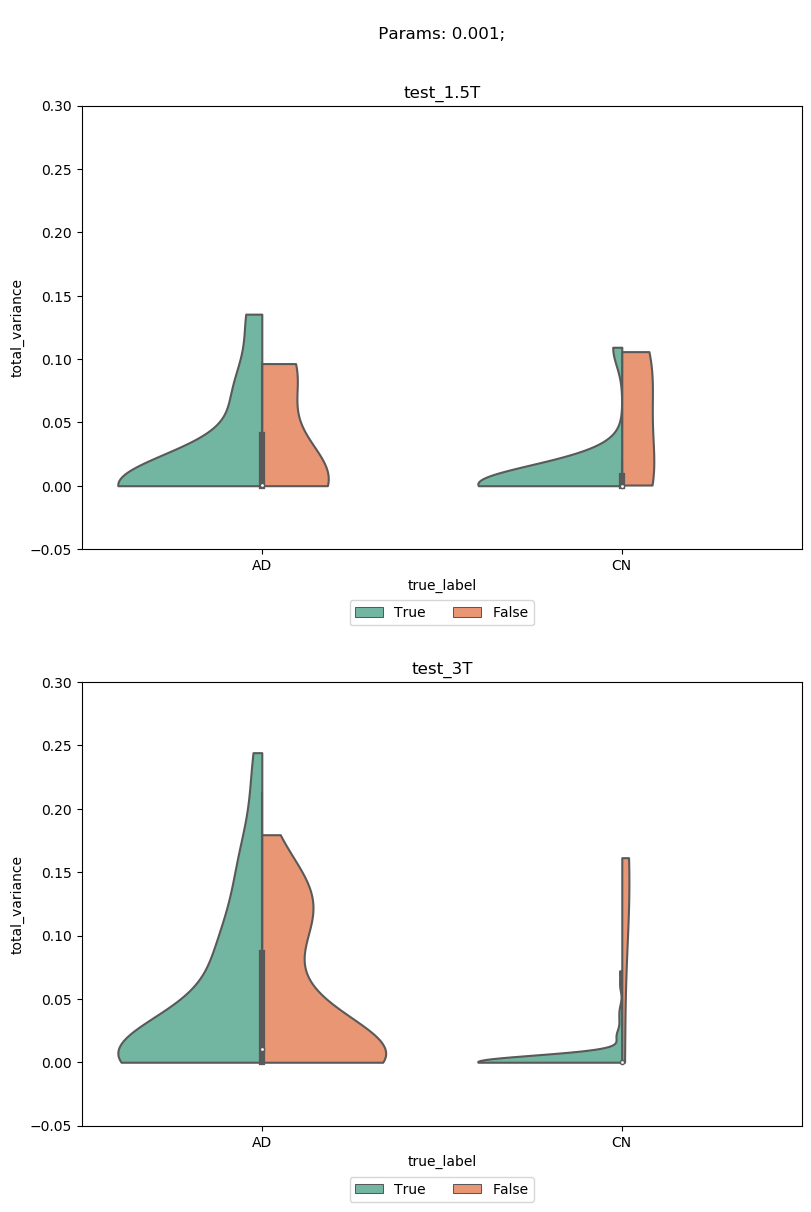 Params: 0.001;
test_1.5T
0.30
0.25
0.20
0.15
0.10
0.05
0.00
−0.05
total_variance
AD CN
true_label
True False
test_3T
0.30
0.25
0.20
0.15
0.10
0.05
0.00
−0.05
total_variance
AD CN
true_label
True False